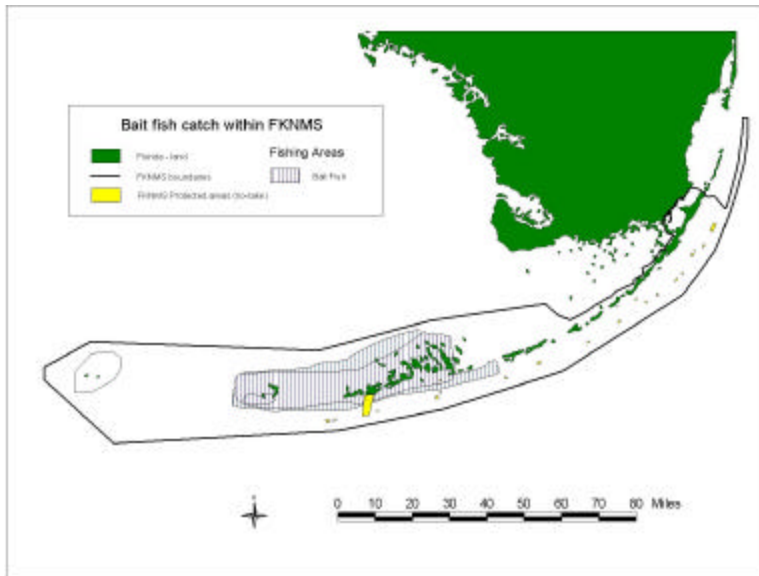 Bait fish catch within FKNMS
Florida - land
FKNMS boundaries
FKNMS Protected areas (no-take)
Fishing Areas
Bait Fish
0 10 20 30 40 50 60 70 80 Miles